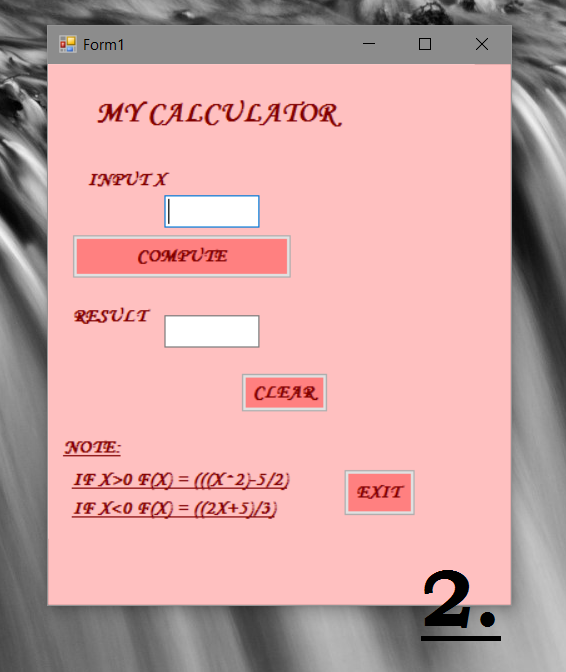 Form1
MY CALCULATOR
INPUT X
COMPUTE
RESULT
CLEAR
NOTE:
IF X>0 F(X) = (((X^2)-5/2)
IF X<0 F(X) = ((2X+5)/3)
EXIT
2.